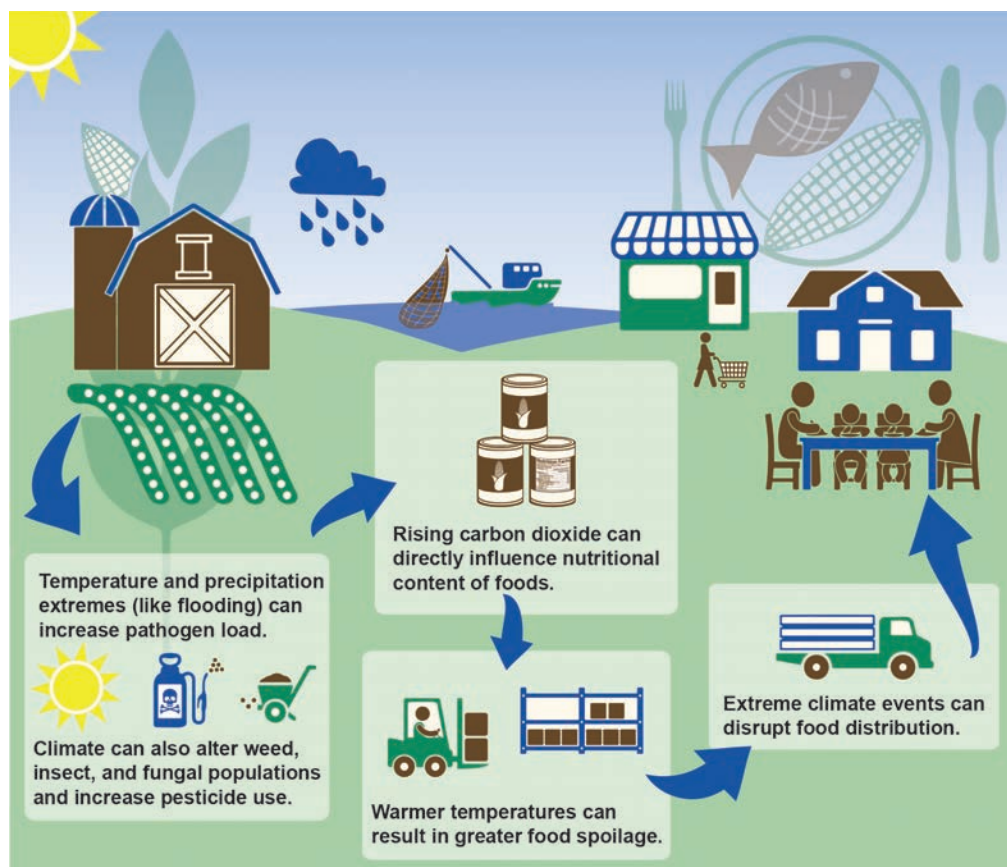 Temperature and precipitation
extremes (like flooding) can
increase pathogen load.
Climate can also alter weed,
insect, and fungal populations
and increase pesticide use.
Rising carbon dioxide can
directly influence nutritional
content of foods.
Warmer temperatures can
result in greater food spoilage.
Extreme climate events can
disrupt food distribution.